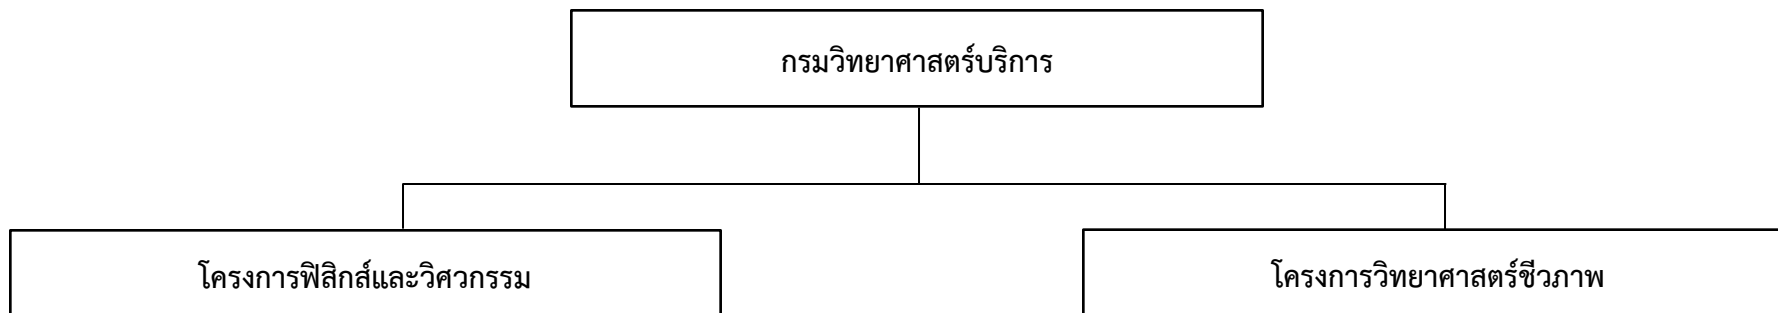 กรมวิทยาศาสตร์บริการ
โครงการฟิสิกส์และวิศวกรรม
โครงการวิทยาศาสตร์ชีวภาพ